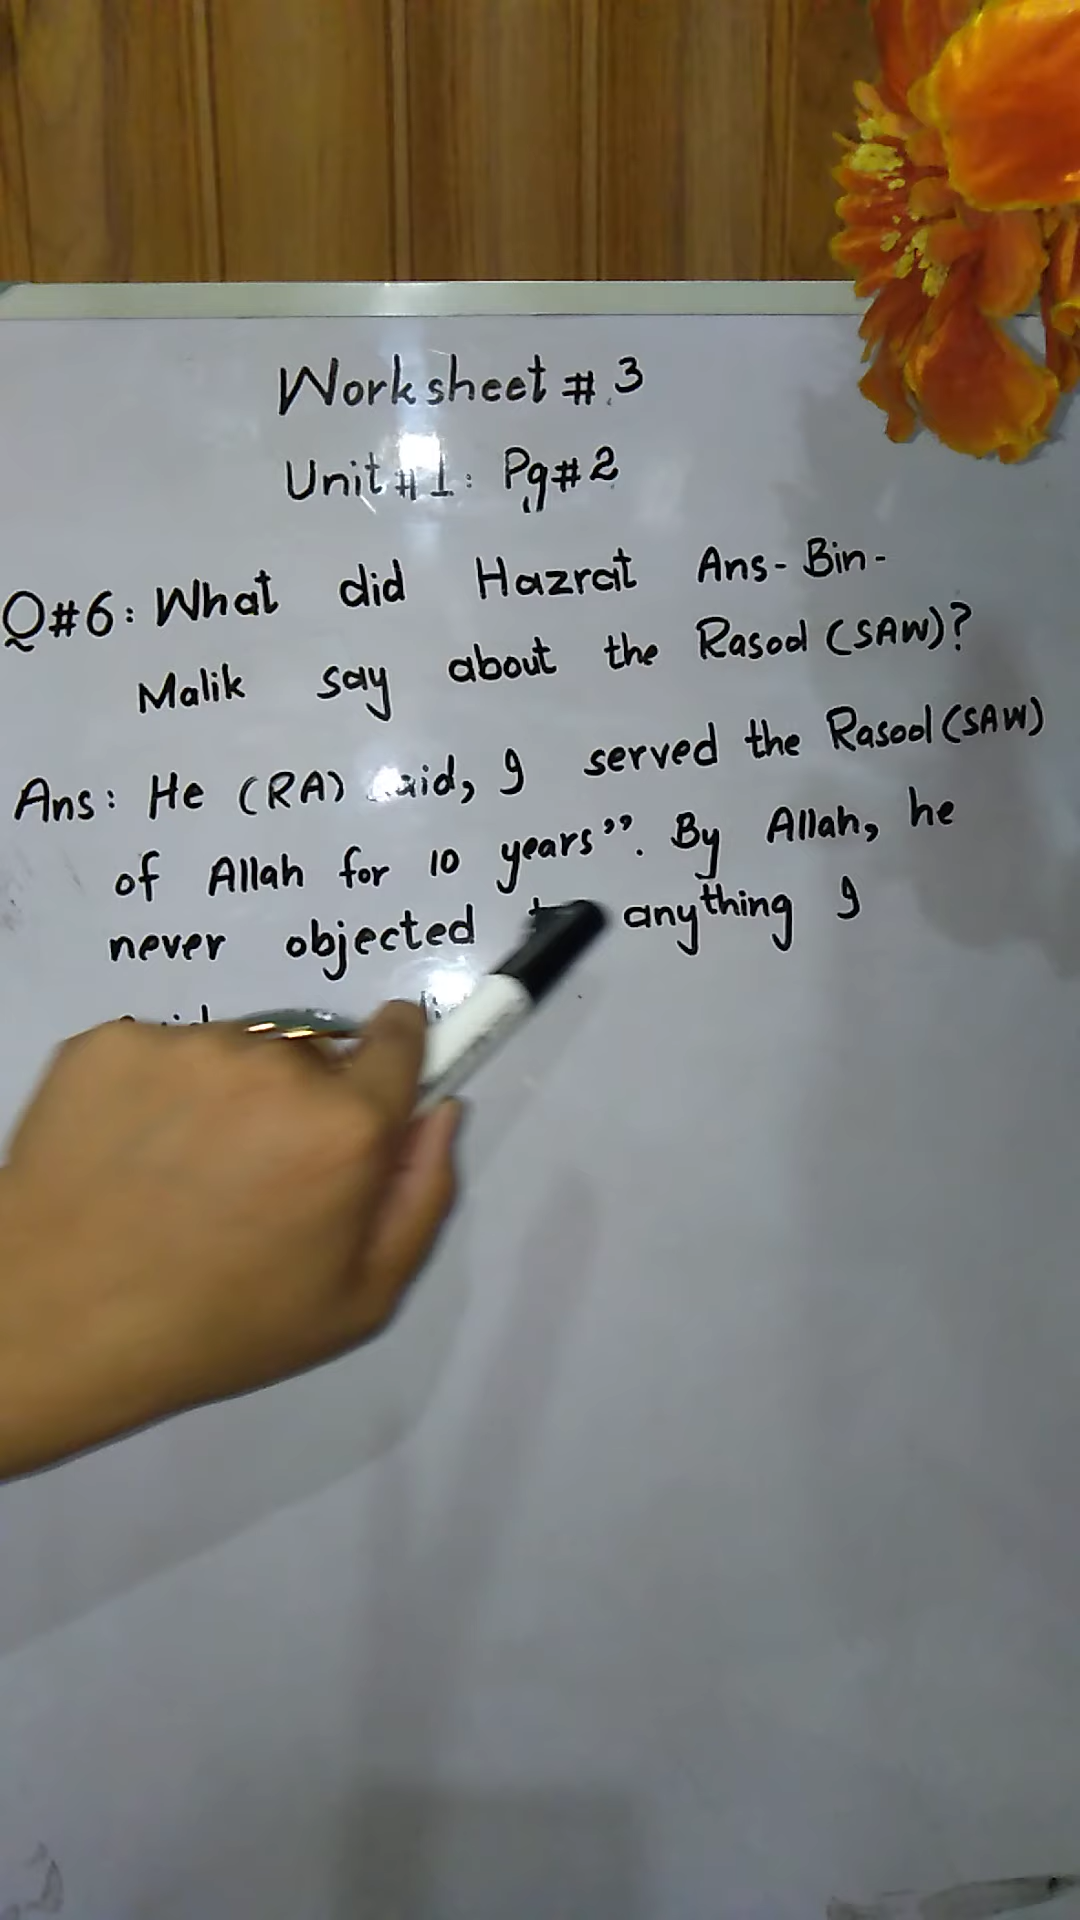 Worksheet #3
Unit #1: Pg#2
Q#6: What did Hazrat Ans-Bin-
Malik say about the Rasool (SAW)?
Ans: He (RA) said, I served the Rasool (SAW)
of Allah for 10 years”. By Allah, he
never objected anything I